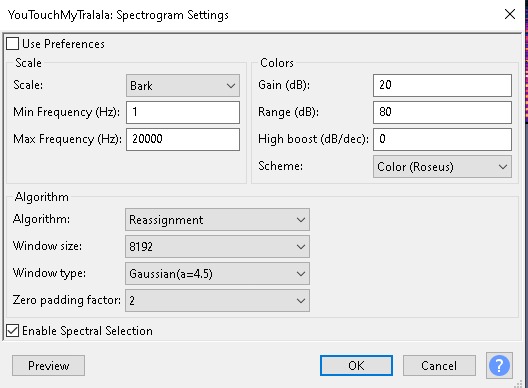 YouTouchMyTralala: Spectrogram Settings
Use Preferences
Scale
Scale: Bark
Min Frequency (Hz): 1
Max Frequency (Hz): 20000
Colors
Gain (dB): 20
Range (dB): 80
High boost (dB/dec): 0
Scheme: Color (Roseus)
Algorithm
Algorithm: Reassignment
Window size: 8192
Window type: Gaussian(a=4.5)
Zero padding factor: 2
Enable Spectral Selection
Preview OK Cancel ?